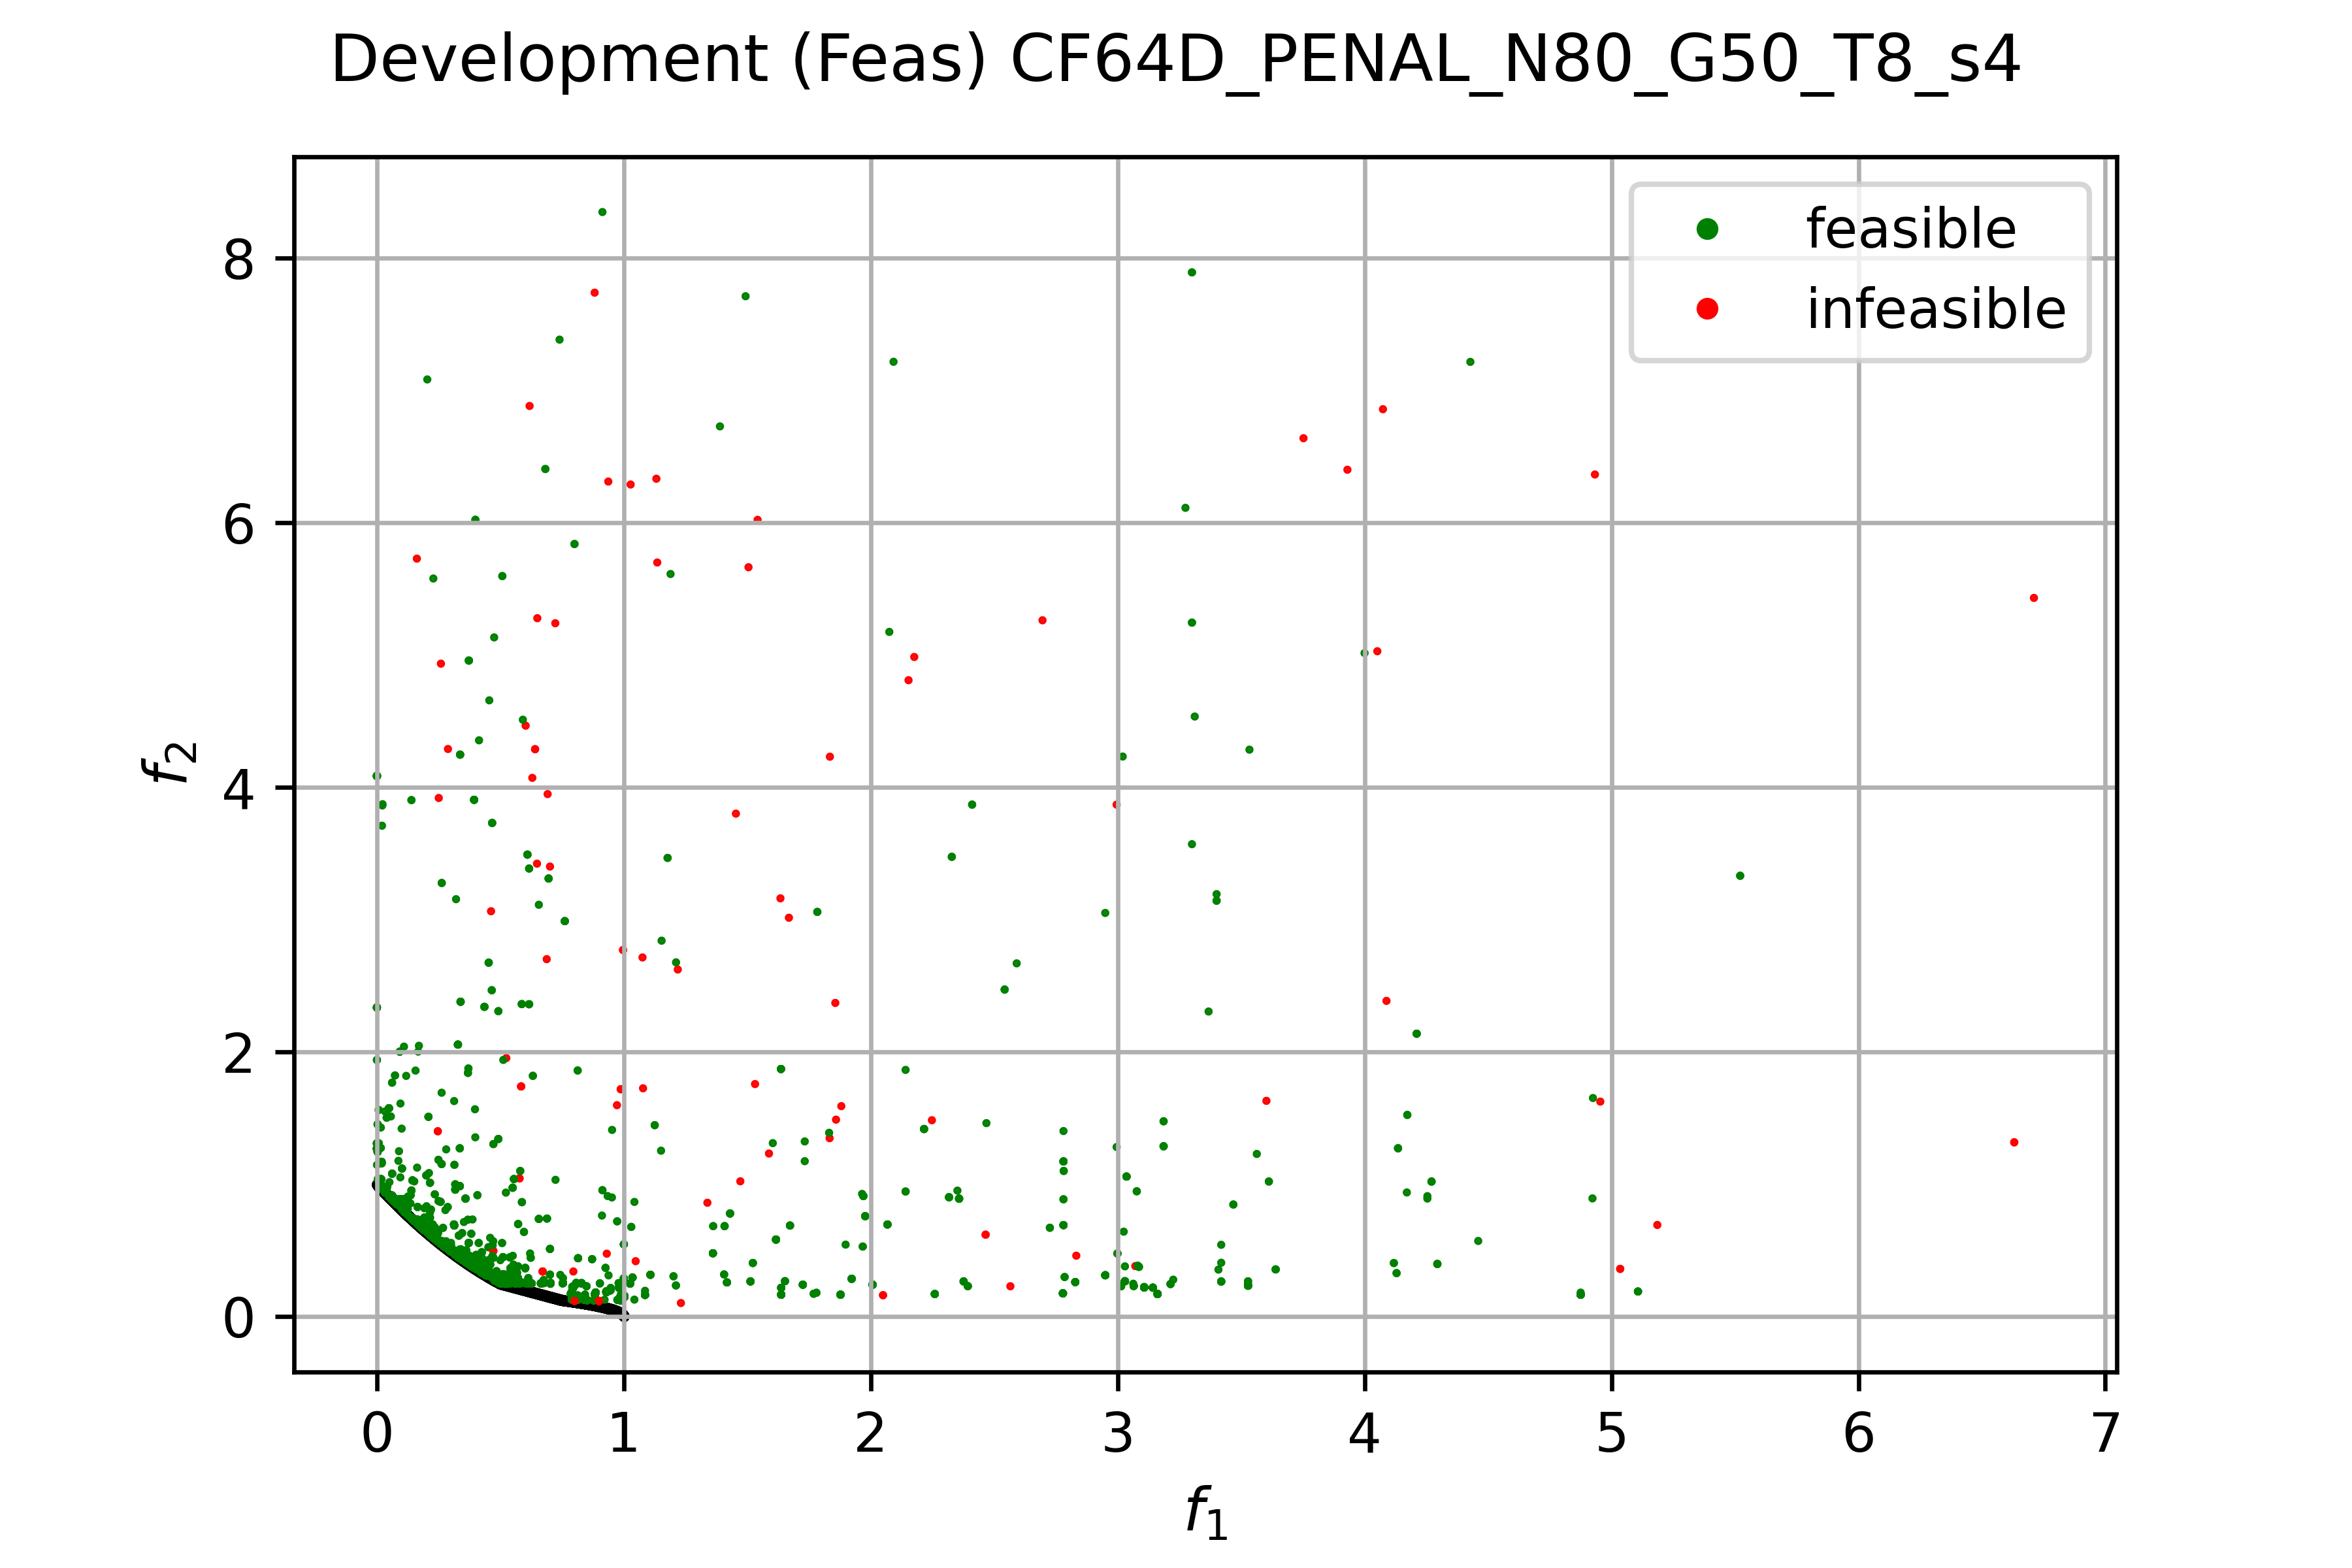 Development (Feas) CF64D_PENAL_N80_G50_T8_s4
feasible
infeasible
8
6
4
2
0
f2
0 1 2 3 4 5 6 7
f1